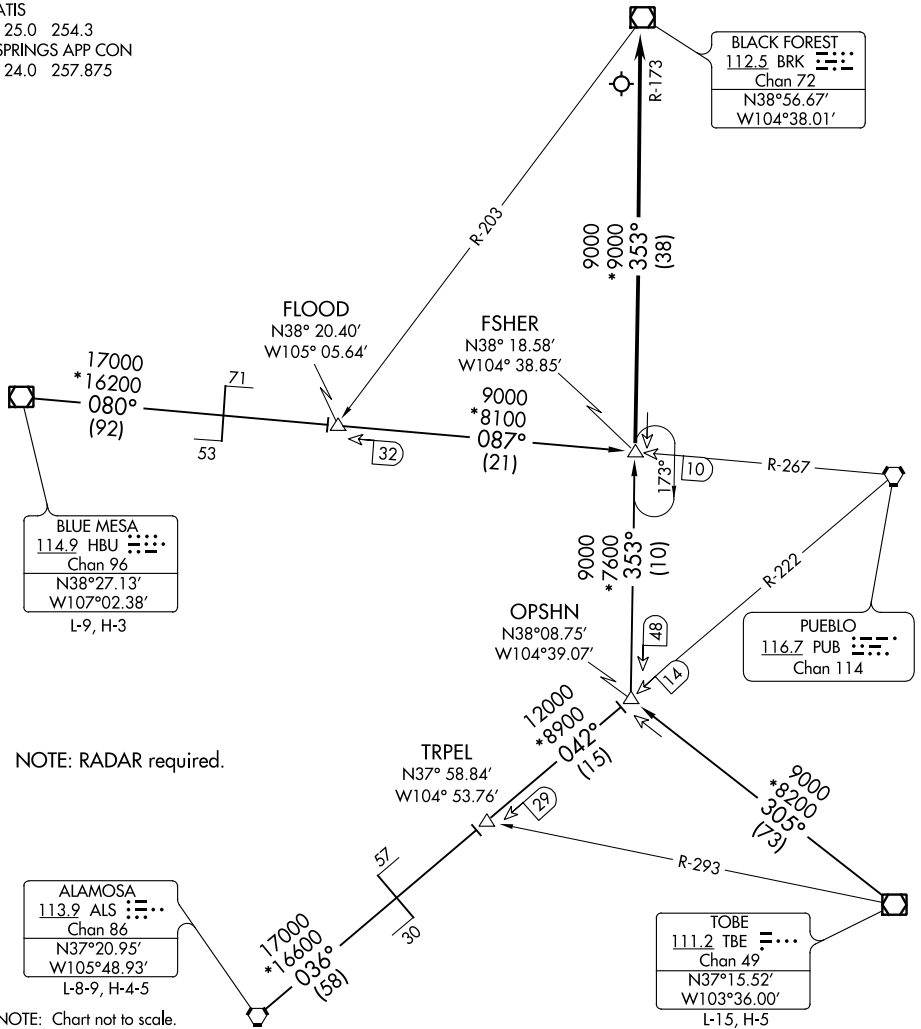 ATIS
25.0 254.3
SPRINGS APP CON
24.0 257.875
BLACK FOREST
112.5 BRK
Chan 72
N38°56.67'
W104°38.01'
R-173
R-203
9000
*9000
353°
(38)
FLOOD
N38° 20.40'
W105° 05.64'
FSHER
N38° 18.58'
W104° 38.85'
17000
*16200
080°
(92)
71
53
9000
*8100
087°
(21)
32
173°
10
R-267
BLUE MESA
114.9 HBU
Chan 96
N38°27.13'
W107°02.38'
L-9, H-3
9000
*7600
353°
(10)
R-222
OPSHN
N38°08.75'
W104°39.07'
48
14
PUEBLO
116.7 PUB
Chan 114
NOTE: RADAR required.
12000
*8900
042°
(15)
TRPEL
N37° 58.84'
W104° 53.76'
29
9000
*8200
305°
(73)
R-293
57
30
ALAMOSA
113.9 ALS
Chan 86
N37°20.95'
W105°48.93'
L-8-9, H-4-5
17000
*16600
036°
(58)
TOBE
111.2 TBE
Chan 49
N37°15.52'
W103°36.00'
L-15, H-5
NOTE: Chart not to scale.